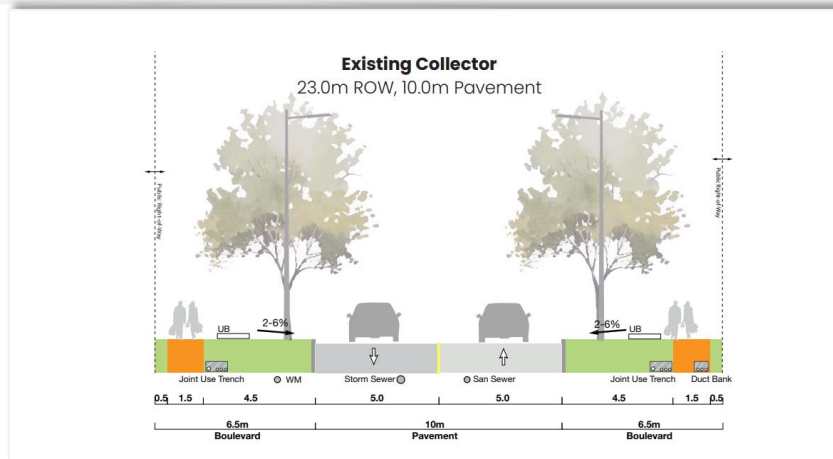 Existing Collector
23.0m ROW, 10.0m Pavement
Public Right-of-Way
Public Right-of-Way
UB
2-6%
2-6%
UB
Joint Use Trench
WM
Storm Sewer
San Sewer
Joint Use Trench
Duct Bank
0.5
1.5
4.5
5.0
5.0
4.5
1.5
0.5
6.5m
10m
6.5m
Boulevard
Pavement
Boulevard